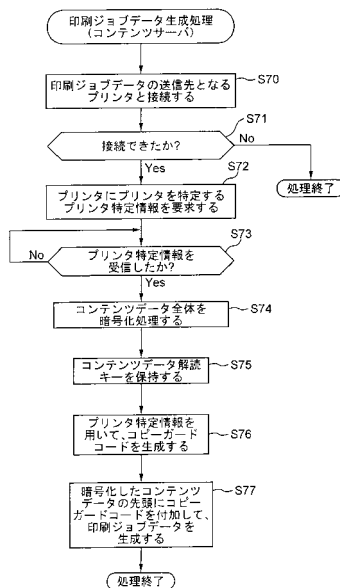 印刷ジョブデータ生成処理
(コンテンツサーバ)
S70
印刷ジョブデータの送信先となる
プリンタと接続する
S71
接続できたか?
No
Yes
処理終了
S72
プリンタにプリンタを特定する
プリンタ特定情報を要求する
S73
プリンタ特定情報を
受信したか?
No
Yes
S74
コンテンツデータ全体を
暗号化処理する
S75
コンテンツデータ解読
キーを保持する
S76
プリンタ特定情報を
用いて、コピーガード
コードを生成する
S77
暗号化したコンテンツ
データの先頭にコピー
ガードコードを付加して、
印刷ジョブデータを
生成する
処理終了